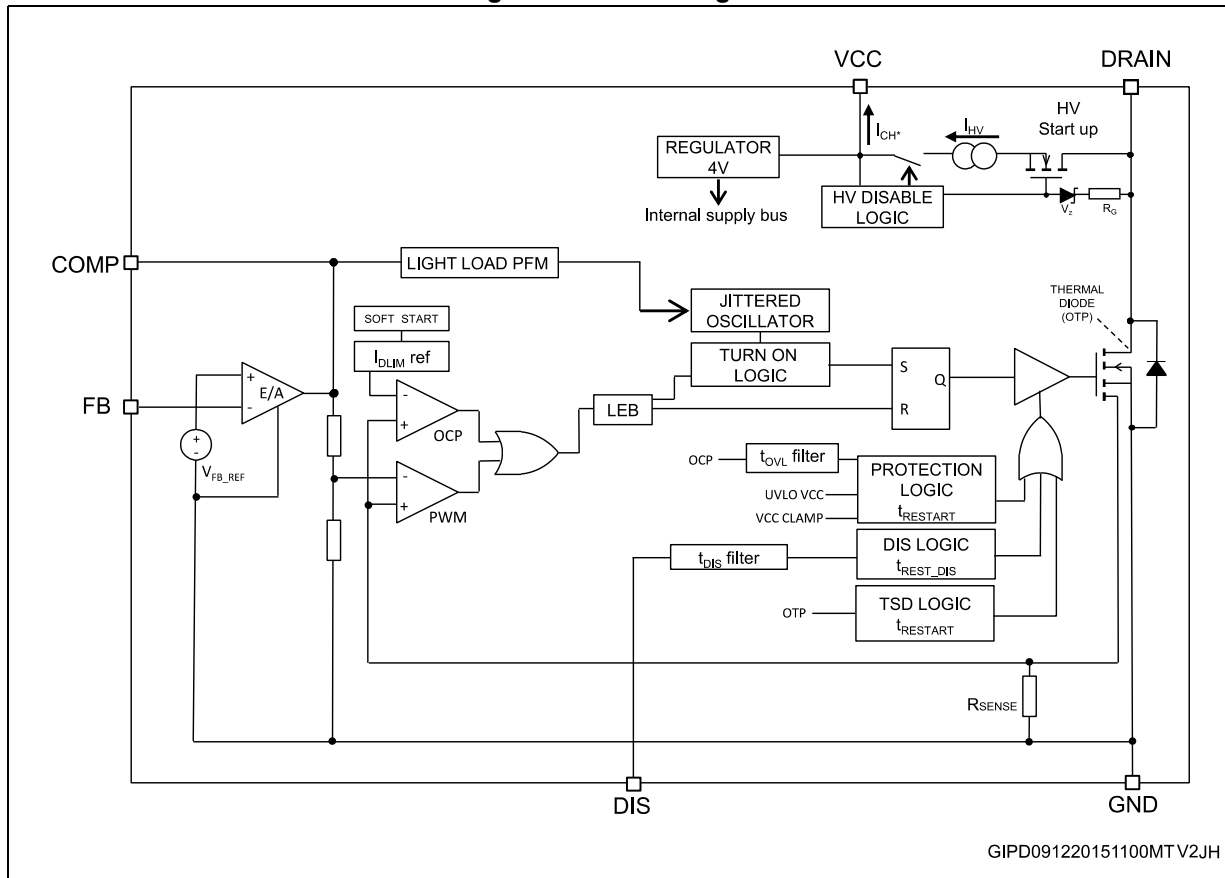 VCC
DRAIN
HV
Start up
I_HV
I_CH*
REGULATOR
4V
Internal supply bus
HV DISABLE
LOGIC
V_z
R_G
COMP
LIGHT LOAD PFM
THERMAL
DIODE
(OTP)
JITTERED
OSCILLATOR
SOFT START
I_DLIM ref
TURN ON
LOGIC
+
E/A
-
FB
-
OCP
+
LEB
S
Q
R
+
-
V_FB_REF
-
PWM
+
OCP
t_OVL filter
PROTECTION
LOGIC
t_RESTART
UVLO VCC
VCC CLAMP
t_DIS filter
DIS LOGIC
t_REST_DIS
OTP
TSD LOGIC
t_RESTART
R_SENSE
DIS
GND
GIPD091220151100MTV2JH